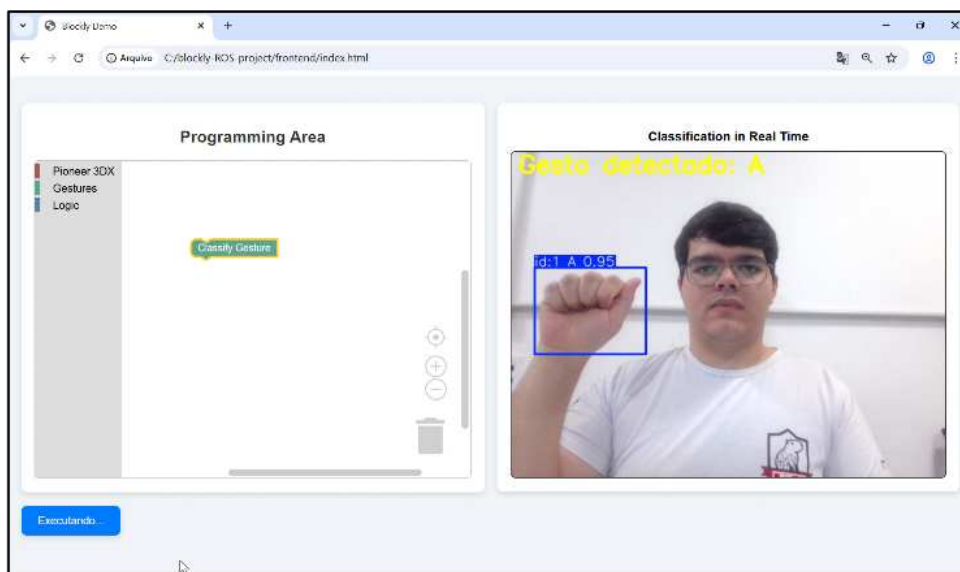 Blockly Demo
Arquivo C:/blockly-ROS-project/frontend/index.html
Programming Area
Pioneer 3DX
Gestures
Logic
Classify Gesture
Executando...
Classification in Real Time
Gesto detectado: A
id:1 A 0.95